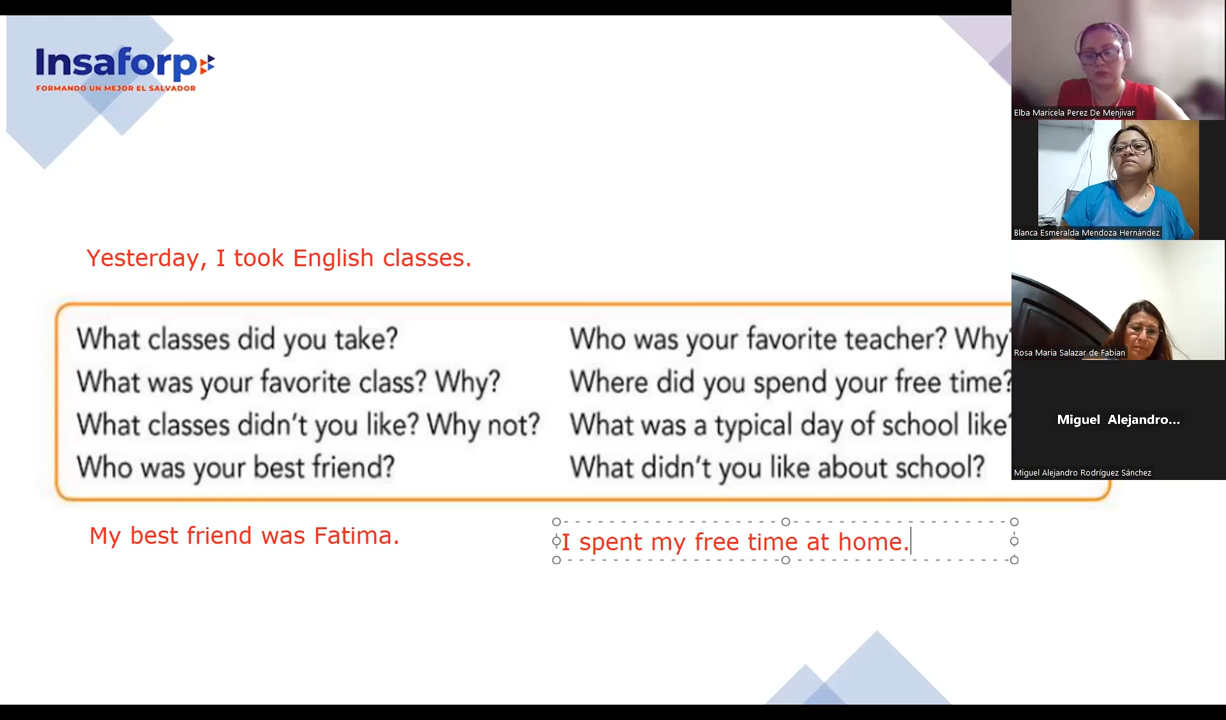 Insaforp
FORMANDO UN MEJOR EL SALVADOR
Yesterday, I took English classes.
What classes did you take?
What was your favorite class? Why?
What classes didn't you like? Why not?
Who was your best friend?
Who was your favorite teacher? Why?
Where did you spend your free time?
What was a typical day of school like?
What didn't you like about school?
My best friend was Fatima.
I spent my free time at home.
Elba Maricela Perez De Menjivar
Blanca Esmeralda Mendoza Hernández
Rosa Maria Salazar de Fabian
Miguel Alejandro...
Miguel Alejandro Rodríguez Sánchez